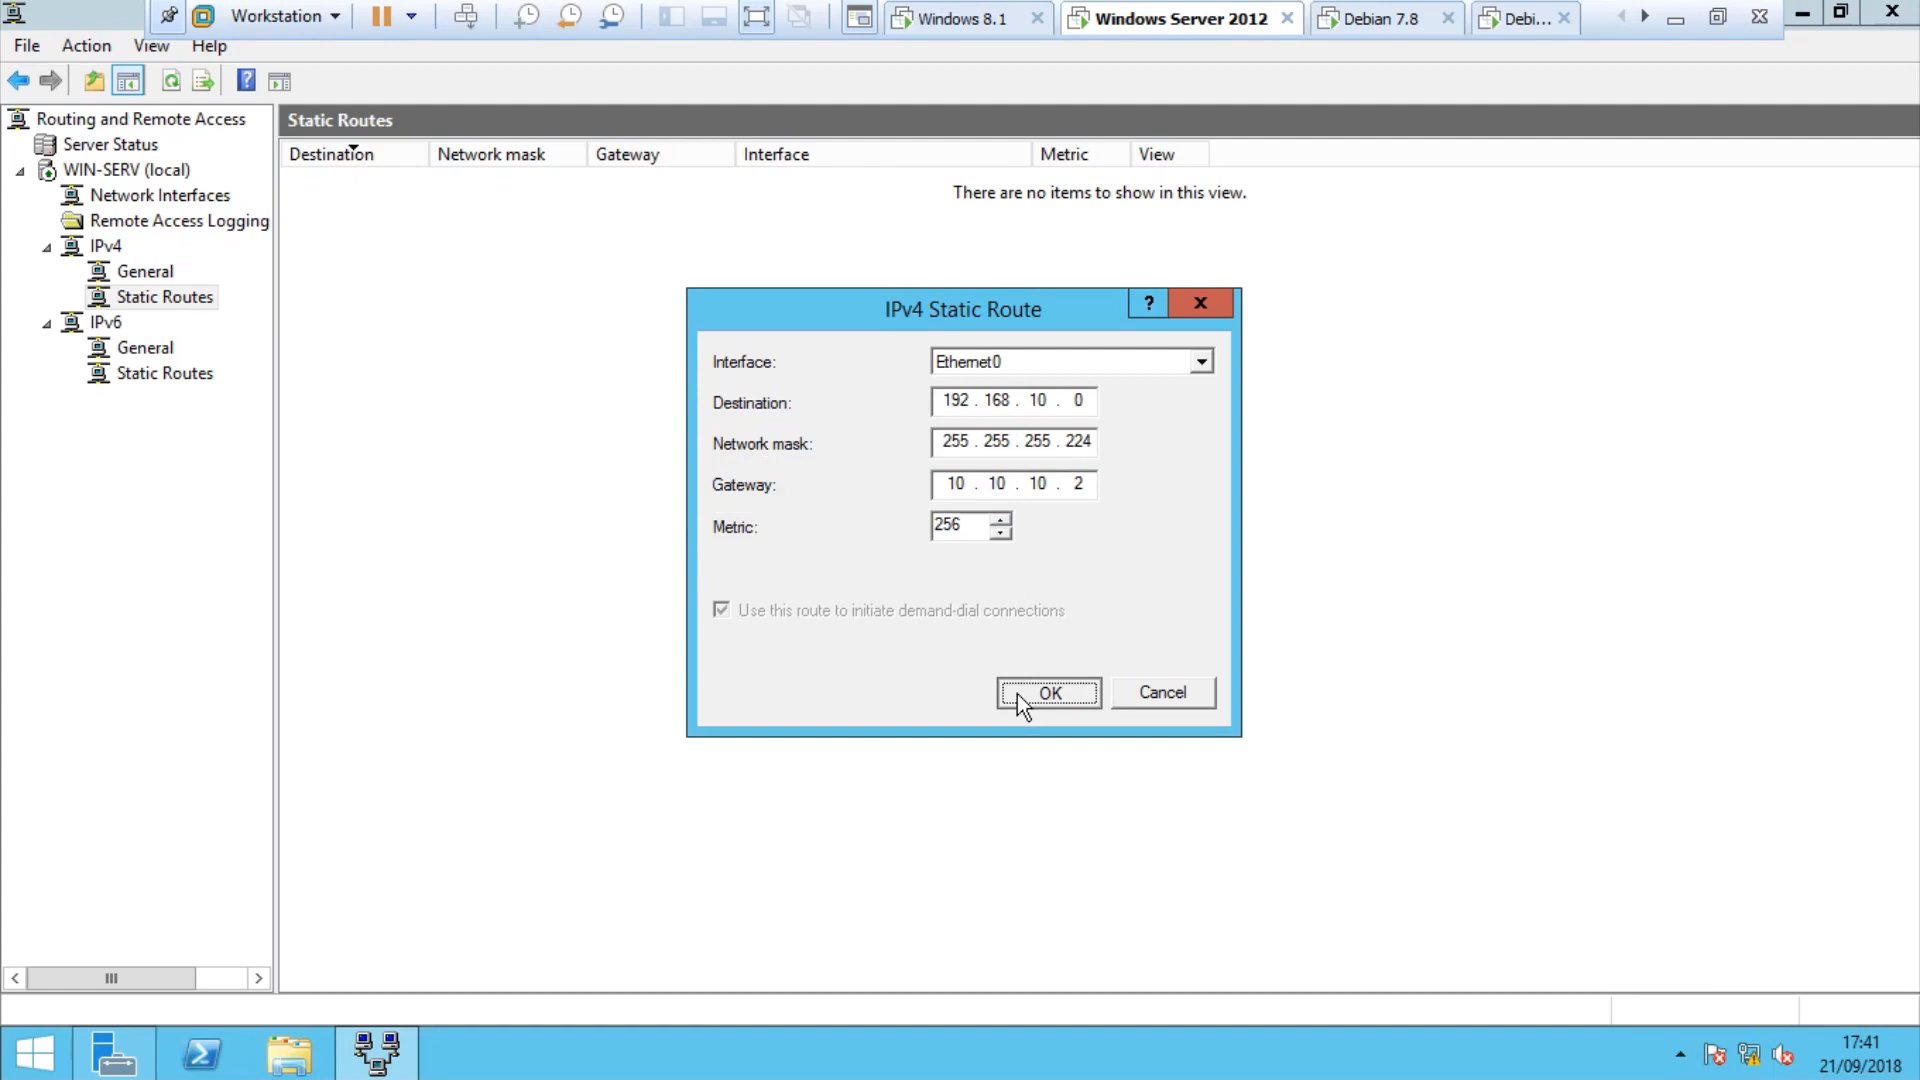 Workstation
Windows 8.1
Windows Server 2012
Debian 7.8
Debi...
File Action View Help
Routing and Remote Access
Server Status
WIN-SERV (local)
Network Interfaces
Remote Access Logging
IPv4
General
Static Routes
IPv6
General
Static Routes
Static Routes
Destination Network mask Gateway Interface Metric View
There are no items to show in this view.
IPv4 Static Route
Interface: Ethernet0
Destination: 192 . 168 . 10 . 0
Network mask: 255 . 255 . 255 . 224
Gateway: 10 . 10 . 10 . 2
Metric: 256
Use this route to initiate demand-dial connections
OK Cancel
17:41
21/09/2018